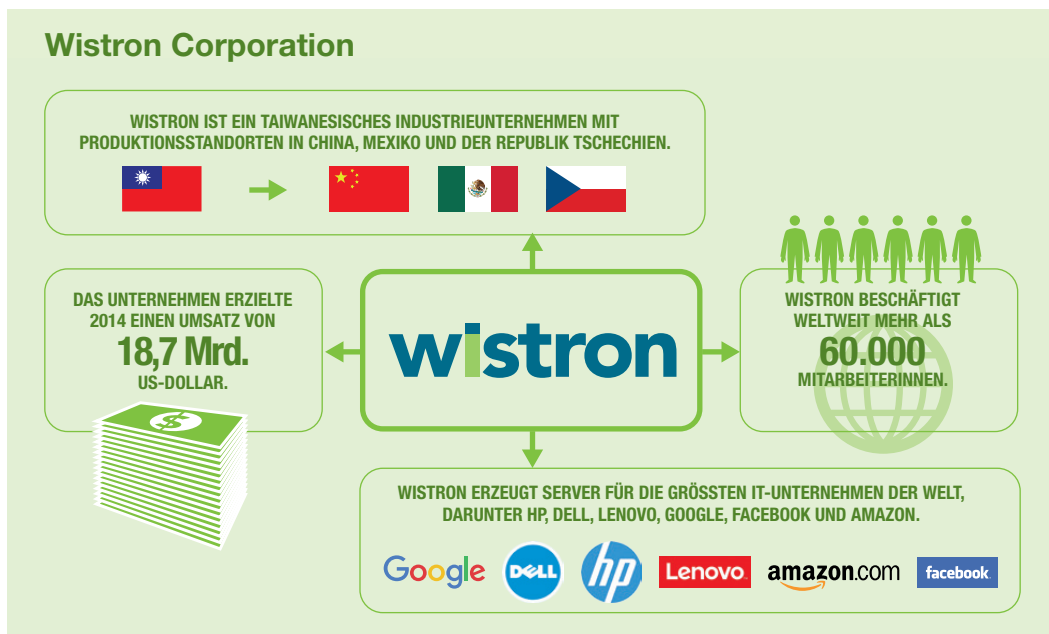 Wistron Corporation
WISTRON IST EIN TAIWANESISCHES INDUSTRIEUNTERNEHMEN MIT
PRODUKTIONSSTANDORTEN IN CHINA, MEXIKO UND DER REPUBLIK TSCHECHIEN.
DAS UNTERNEHMEN ERZIELTE
2014 EINEN UMSATZ VON
18,7 Mrd.
US-DOLLAR.
$
wistron
WISTRON BESCHÄFTIGT
WELTWEIT MEHR ALS
60.000
MITARBEITERINNEN.
WISTRON ERZEUGT SERVER FÜR DIE GRÖSSTEN IT-UNTERNEHMEN DER WELT,
DARUNTER HP, DELL, LENOVO, GOOGLE, FACEBOOK UND AMAZON.
Google DELL hp Lenovo amazon.com facebook